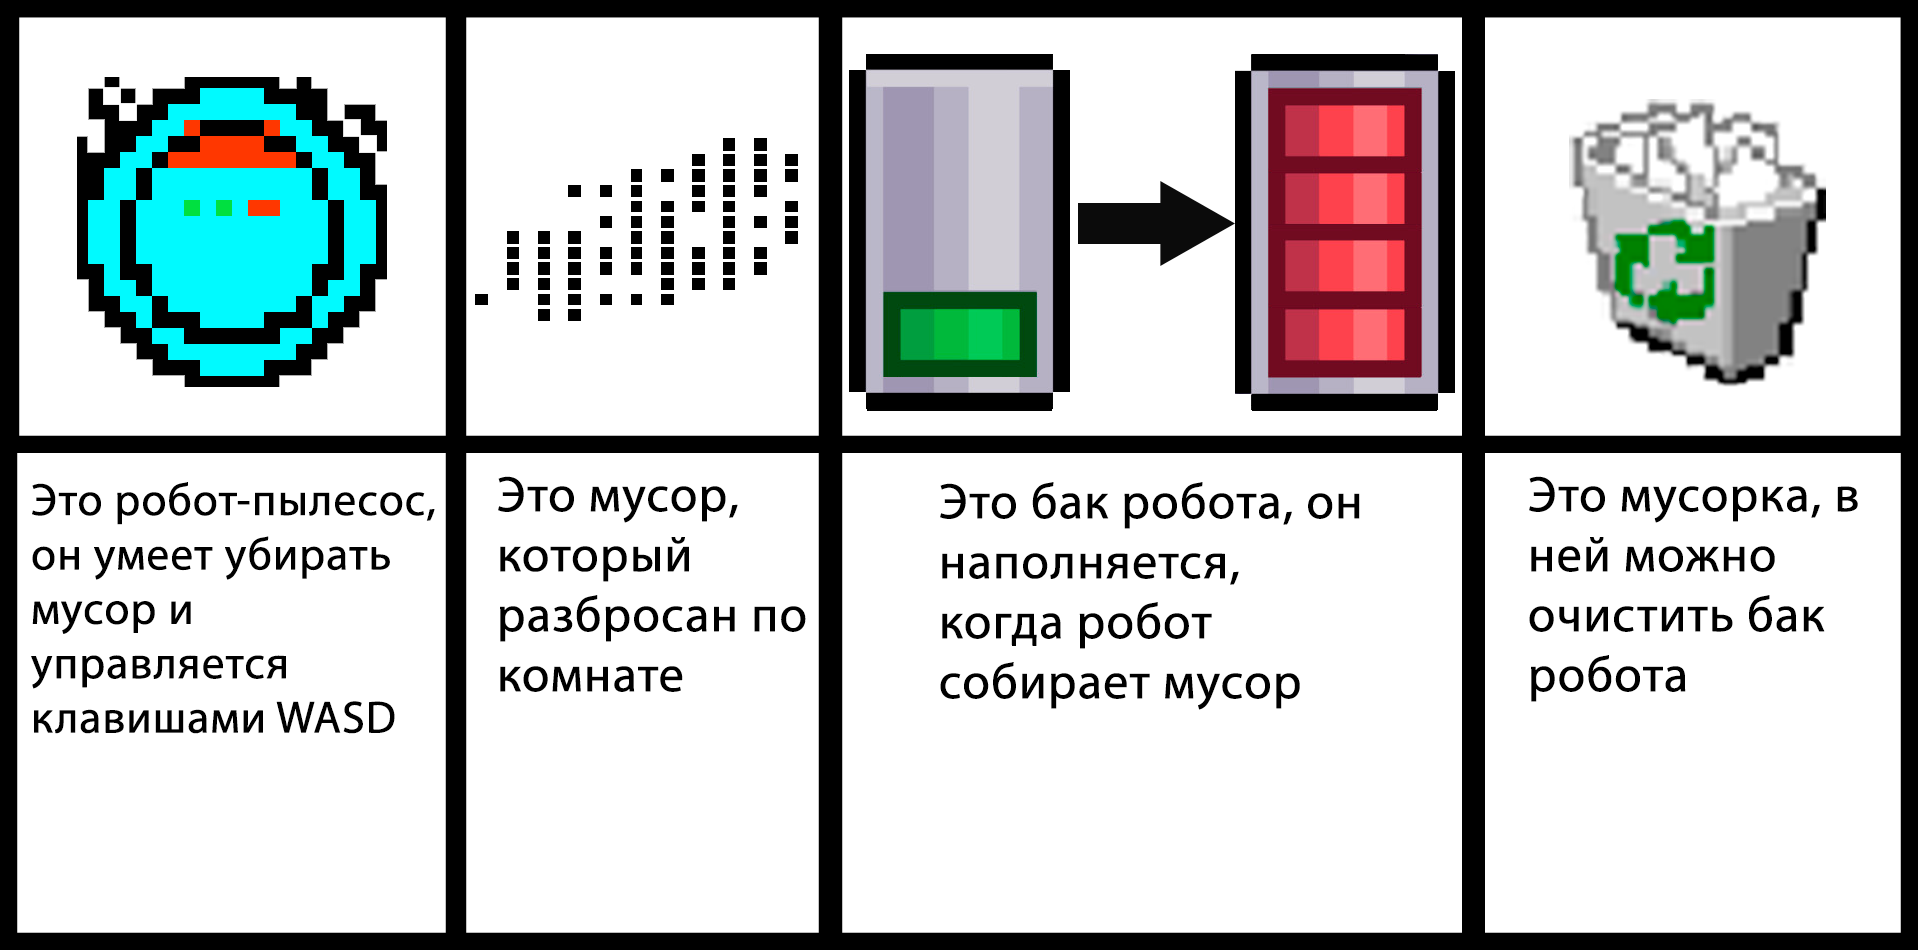 Это робот-пылесос,
он умеет убирать
мусор и
управляется
клавишами WASD
Это мусор,
который
разбросан по
комнате
Это бак робота, он
наполняется,
когда робот
собирает мусор
Это мусорка, в
ней можно
очистить бак
робота